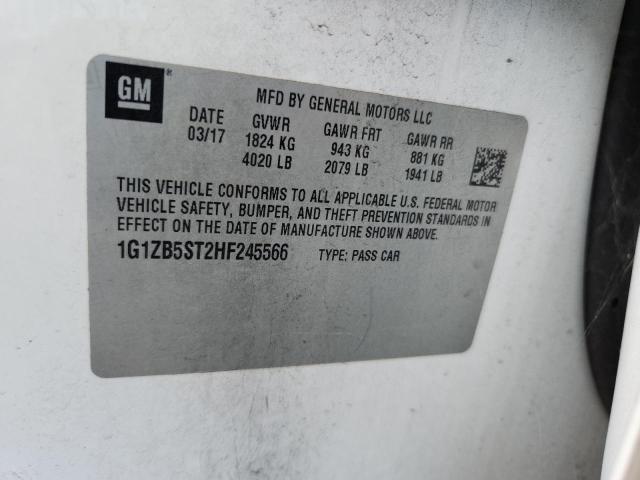 GM
MFD BY GENERAL MOTORS LLC
DATE GVWR GAWR FRT GAWR RR
03/17 1824 KG 943 KG 881 KG
4020 LB 2079 LB 1941 LB
THIS VEHICLE CONFORMS TO ALL APPLICABLE U.S. FEDERAL MOTOR
VEHICLE SAFETY, BUMPER, AND THEFT PREVENTION STANDARDS IN
EFFECT ON THE DATE OF MANUFACTURE SHOWN ABOVE.
1G1ZB5ST2HF245566 TYPE: PASS CAR